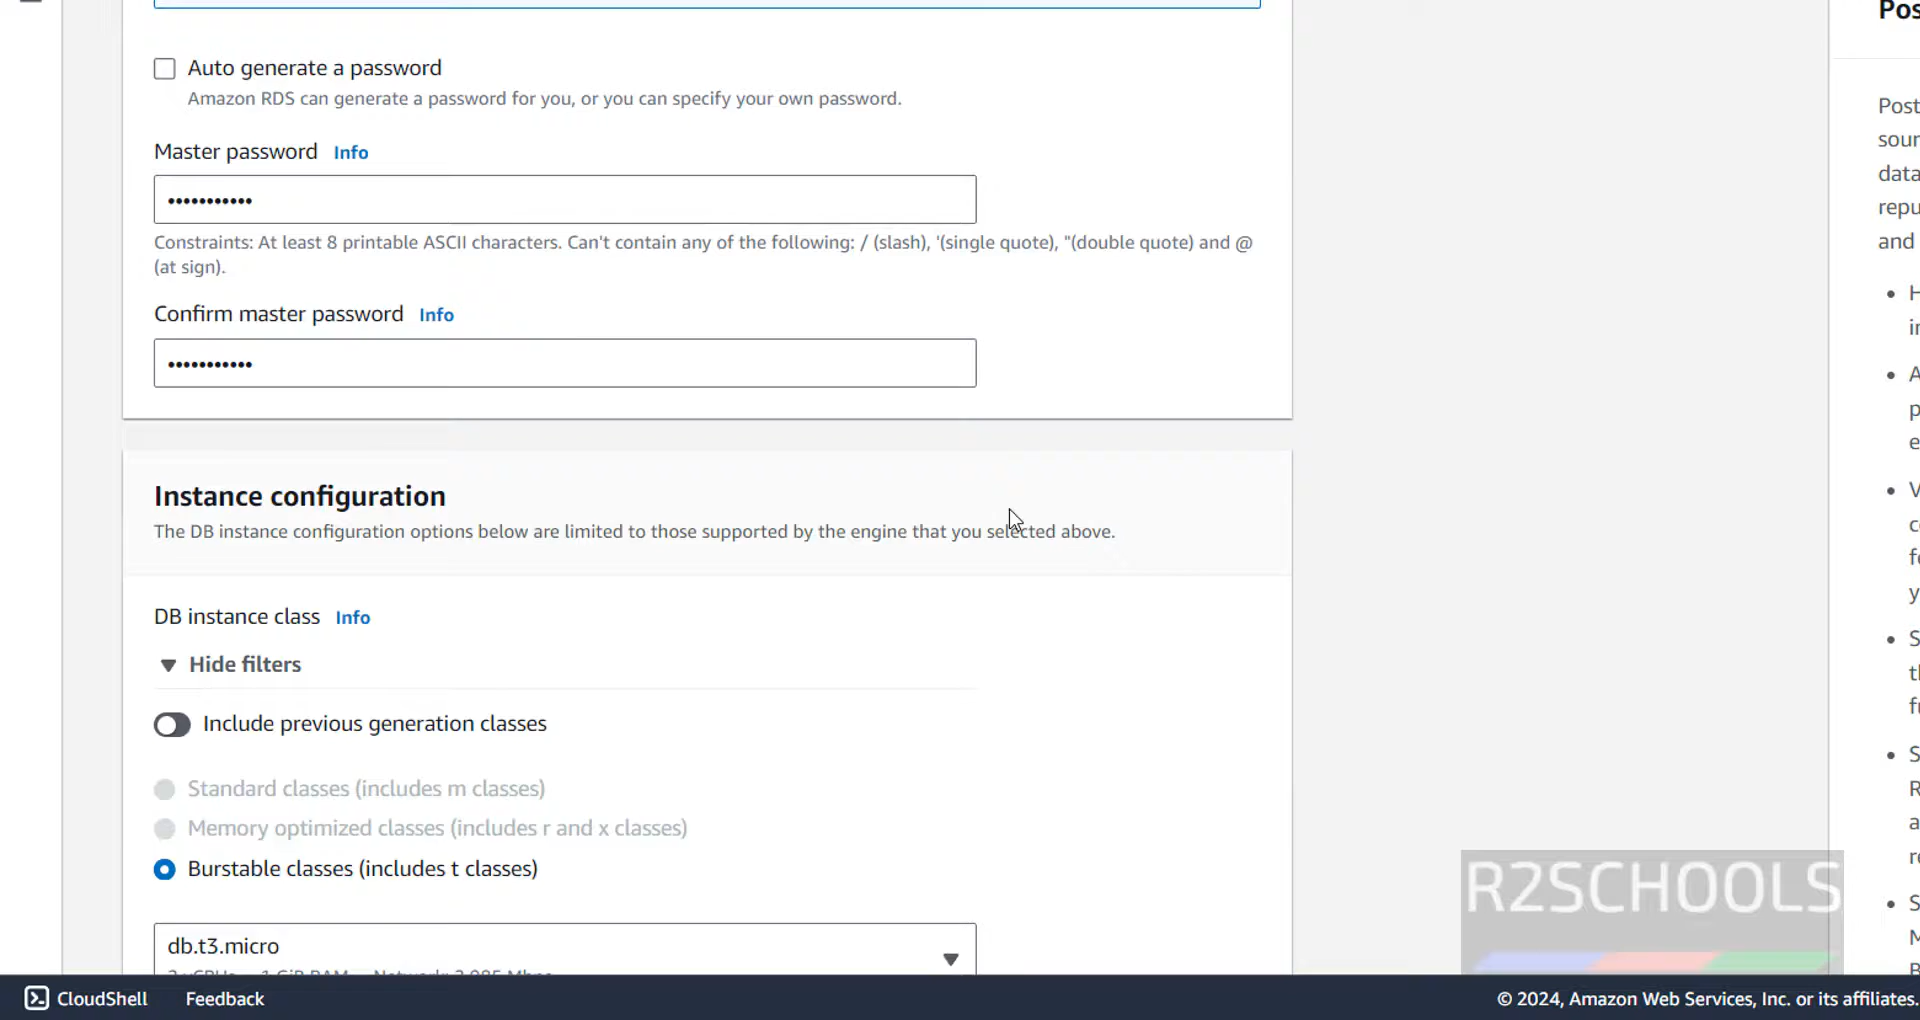 Auto generate a password
Amazon RDS can generate a password for you, or you can specify your own password.
Master password Info
•••••••••••
Constraints: At least 8 printable ASCII characters. Can't contain any of the following: / (slash), '(single quote), "(double quote) and @
(at sign).
Confirm master password Info
•••••••••••
Instance configuration
The DB instance configuration options below are limited to those supported by the engine that you selected above.
DB instance class Info
Hide filters
Include previous generation classes
Standard classes (includes m classes)
Memory optimized classes (includes r and x classes)
Burstable classes (includes t classes)
db.t3.micro
R2SCHOOLS
CloudShell Feedback
© 2024, Amazon Web Services, Inc. or its affiliates.
Pos
Post
sour
data
repu
and